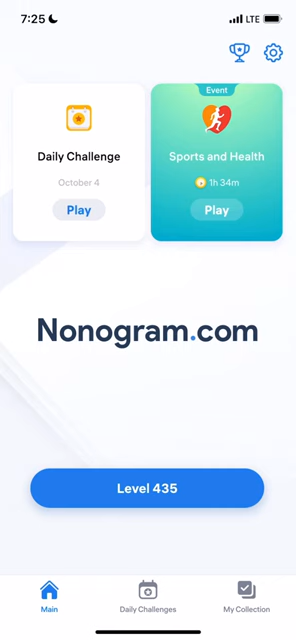 7:25
LTE
Daily Challenge
October 4
Play
Event
Sports and Health
1h 34m
Play
Nonogram.com
Level 435
Main
Daily Challenges
My Collection